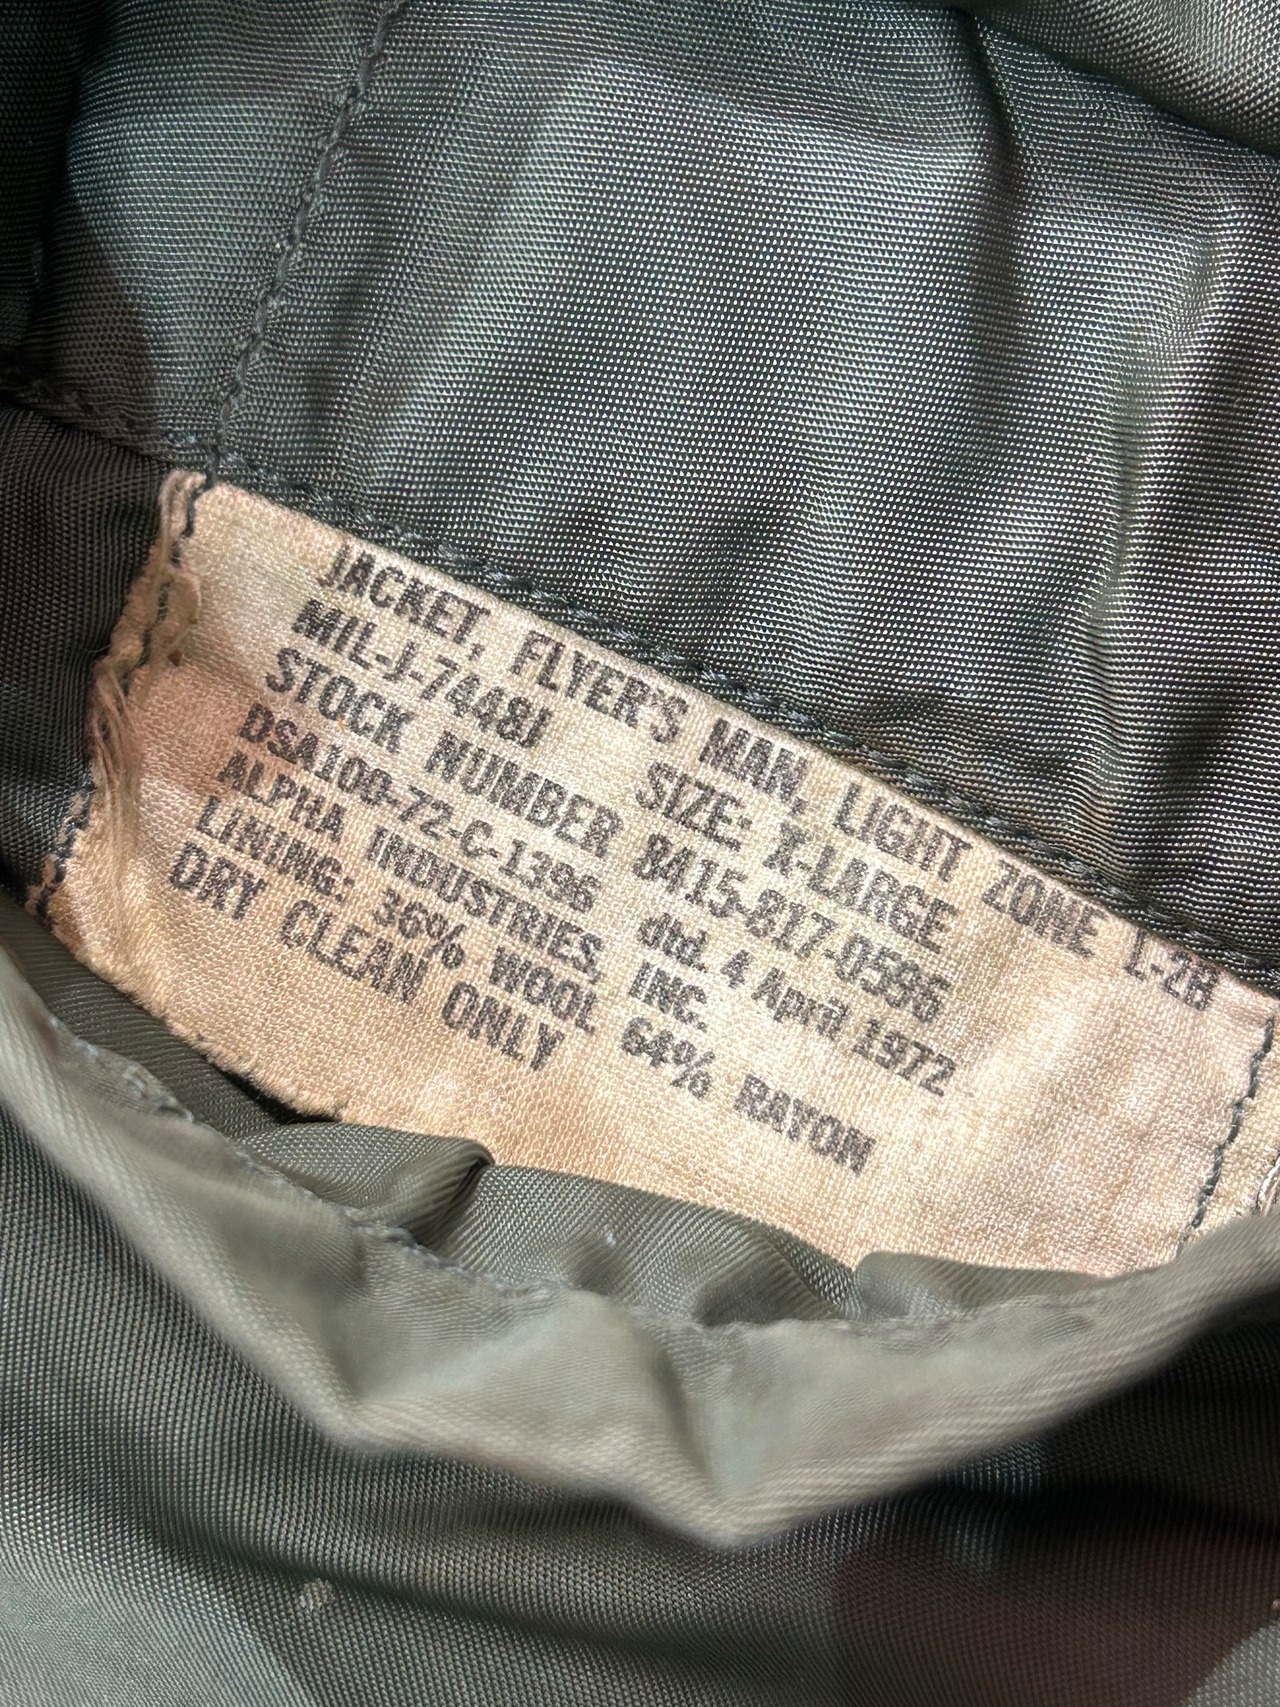 JACKET, FLYER'S MAN, LIGHT ZONE L-2B
MIL-J-7448J SIZE: X-LARGE
STOCK NUMBER 8415-817-0596
DSA100-72-C-1396 dtd. 4 April 1972
ALPHA INDUSTRIES, INC.
LINING: 36% WOOL 64% RAYON
DRY CLEAN ONLY